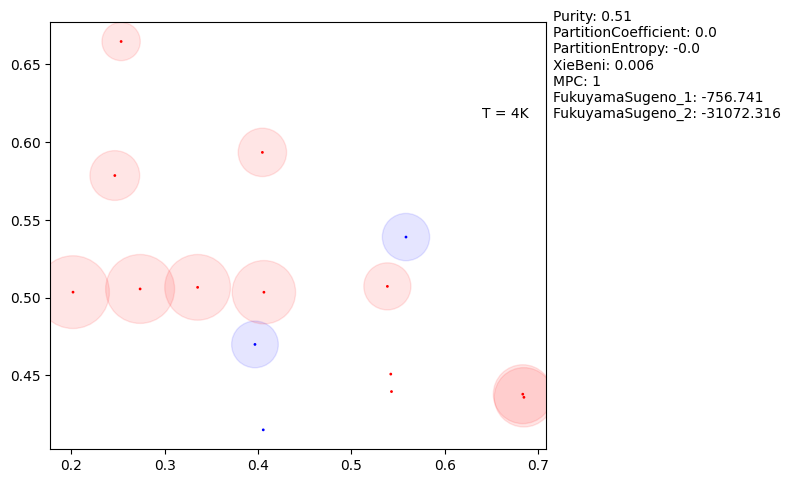 Purity: 0.51
PartitionCoefficient: 0.0
PartitionEntropy: -0.0
XieBeni: 0.006
MPC: 1
FukuyamaSugeno_1: -756.741
FukuyamaSugeno_2: -31072.316
T = 4K
0.65
0.60
0.55
0.50
0.45
0.2 0.3 0.4 0.5 0.6 0.7